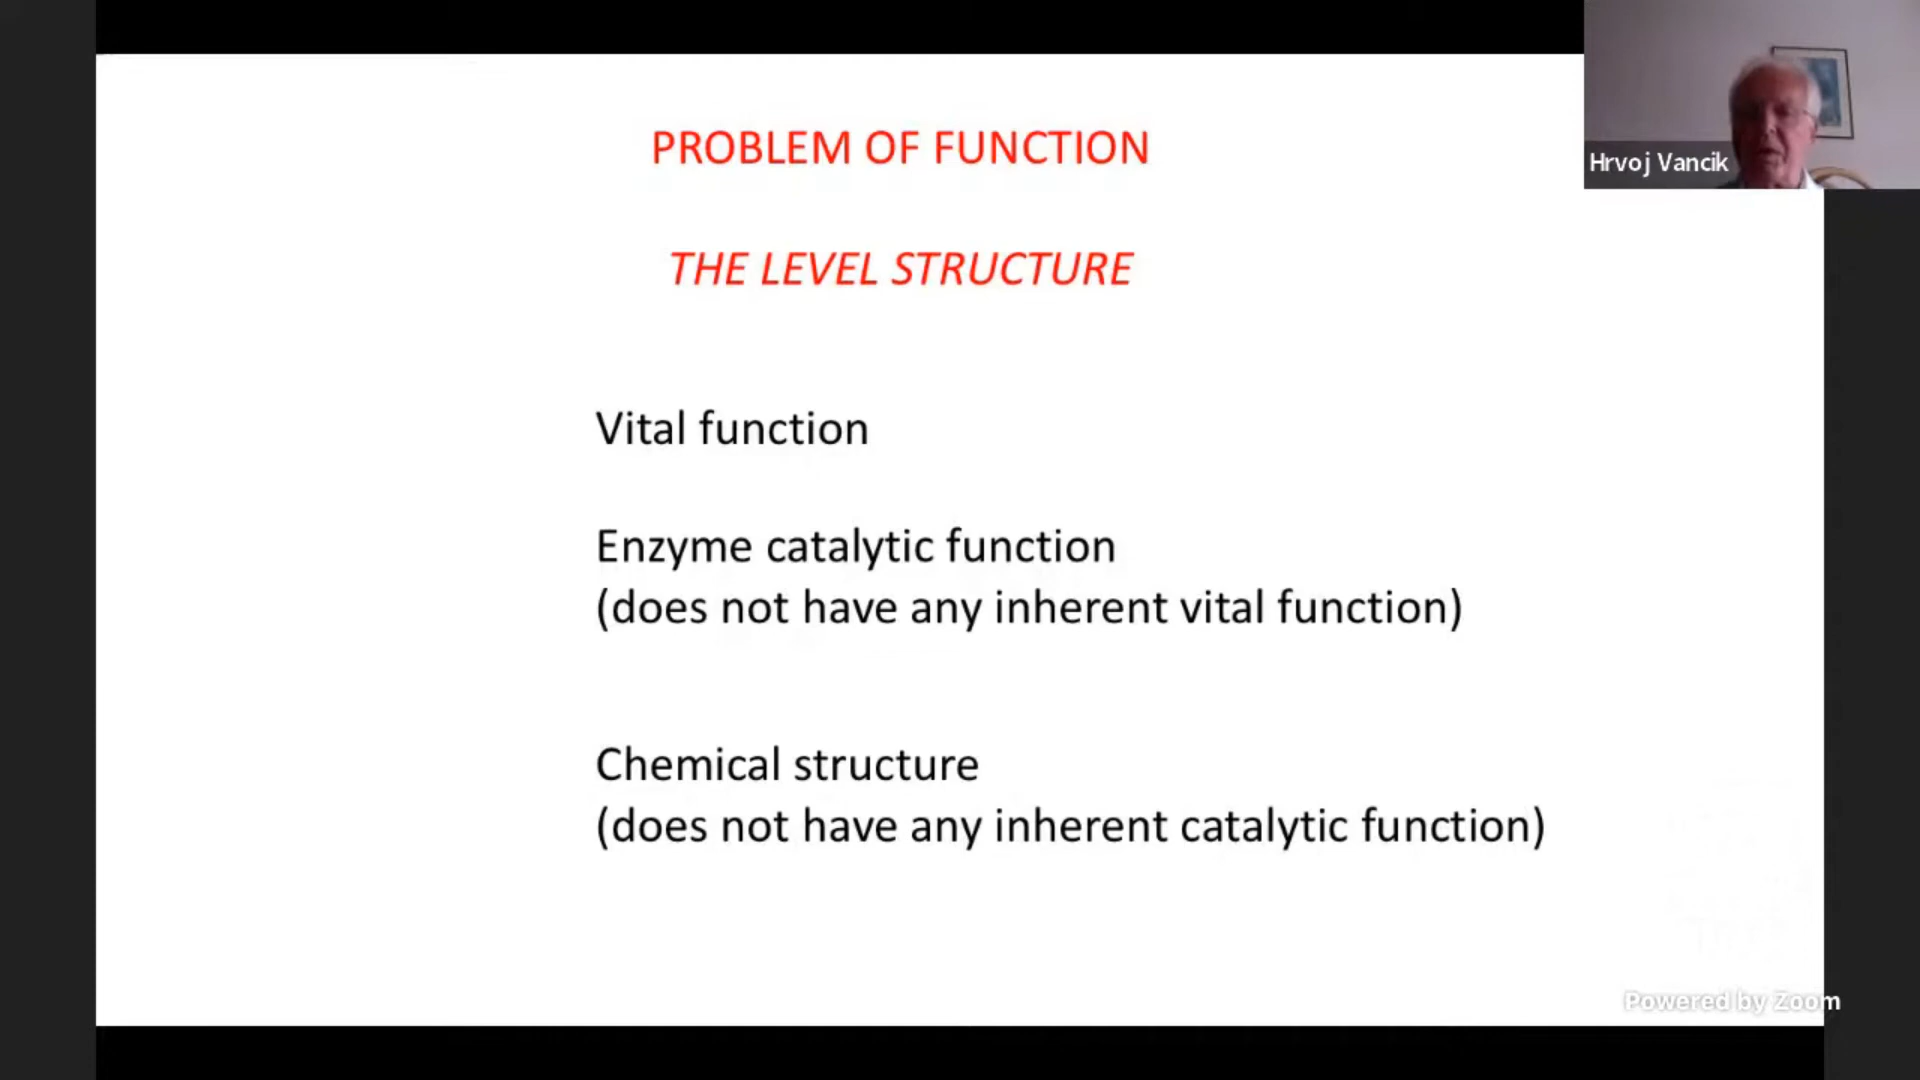 PROBLEM OF FUNCTION
Hrvoj Vancik
THE LEVEL STRUCTURE
Vital function
Enzyme catalytic function
(does not have any inherent vital function)
Chemical structure
(does not have any inherent catalytic function)
Powered by Zoom